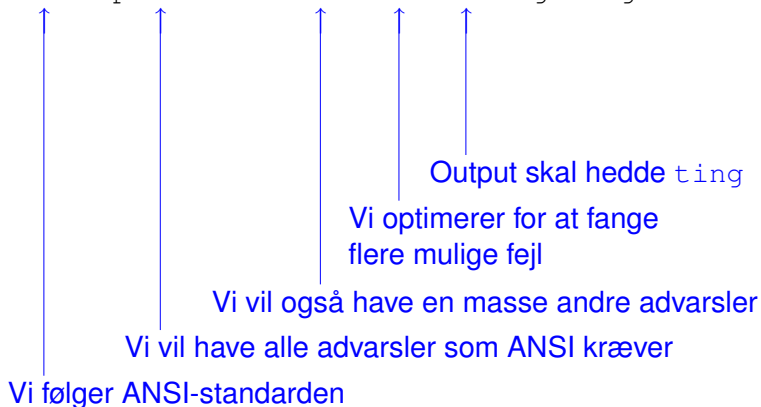 Output skal hedde ting
Vi optimerer for at fange
flere mulige fejl
Vi vil også have en masse andre advarsler
Vi vil have alle advarsler som ANSI kræver
Vi følger ANSI-standarden